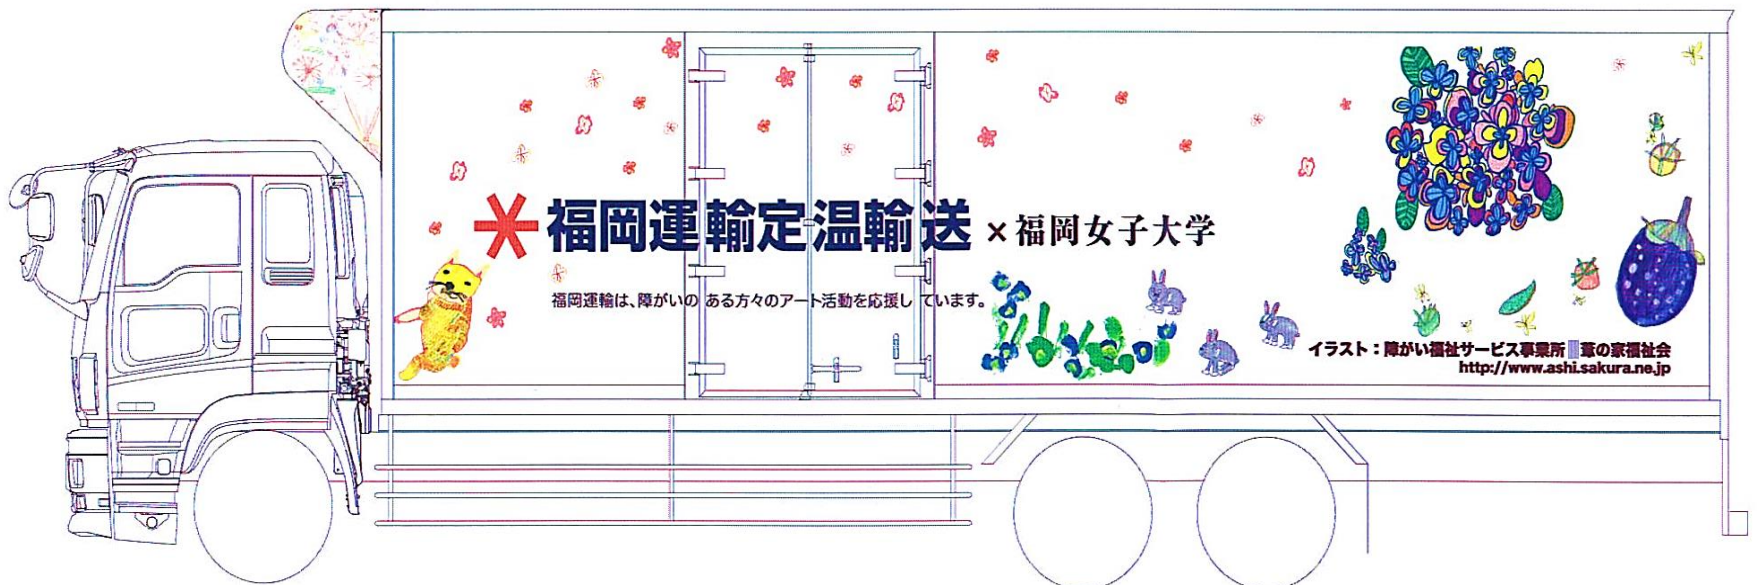 福岡運輸定温輸送×福岡女子大学
福岡運輸は、障がいのある方々のアート活動を応援しています。
イラスト：障がい福祉サービス事業所 葦の家福祉会
http://www.ashi.sakura.ne.jp